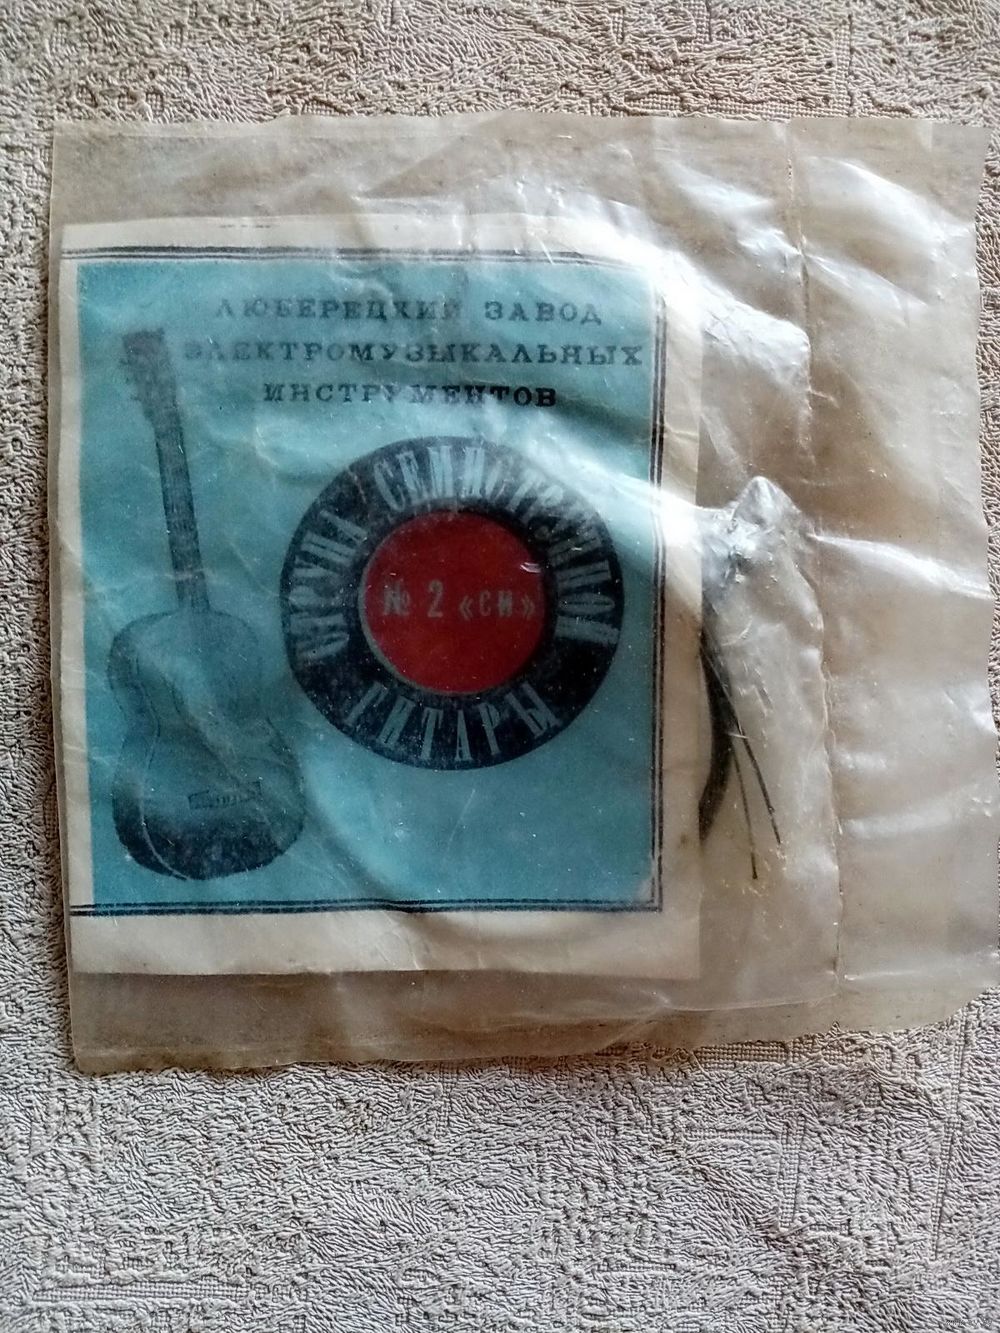 ЛЮБЕРЕЦКИЙ ЗАВОД
ЭЛЕКТРОМУЗЫКАЛЬНЫХ
ИНСТРУМЕНТОВ
СТРУНА СЕМИСТРУННОЙ
ГИТАРЫ
№ 2 «СИ»